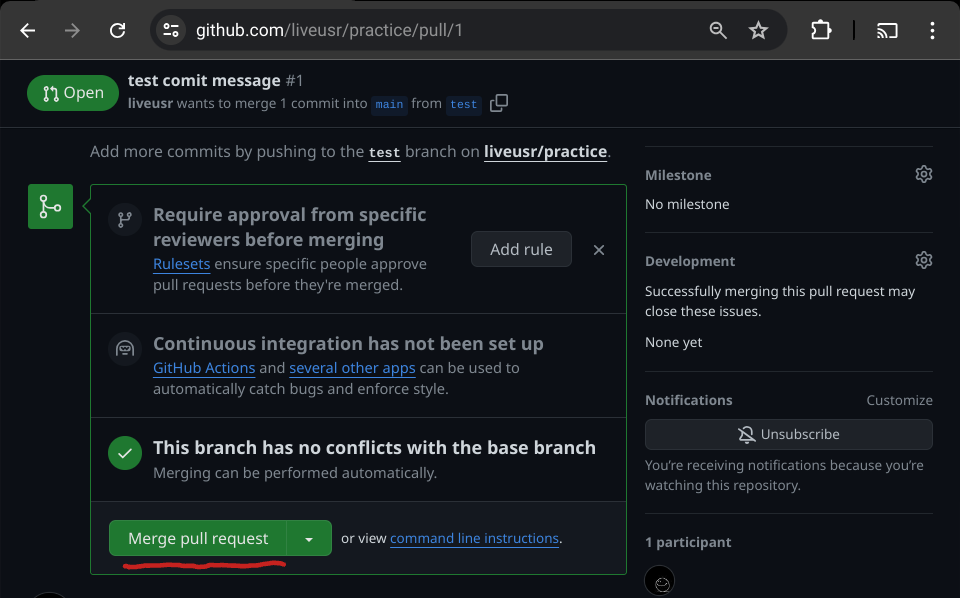 github.com/liveusr/practice/pull/1
Open
test comit message #1
liveusr wants to merge 1 commit into main from test
Add more commits by pushing to the test branch on liveusr/practice.
Require approval from specific
reviewers before merging
Rulesets ensure specific people approve
pull requests before they're merged.
Add rule
Continuous integration has not been set up
GitHub Actions and several other apps can be used to
automatically catch bugs and enforce style.
This branch has no conflicts with the base branch
Merging can be performed automatically.
Merge pull request
or view command line instructions.
Milestone
No milestone
Development
Successfully merging this pull request may
close these issues.
None yet
Notifications
Customize
Unsubscribe
You're receiving notifications because you're
watching this repository.
1 participant